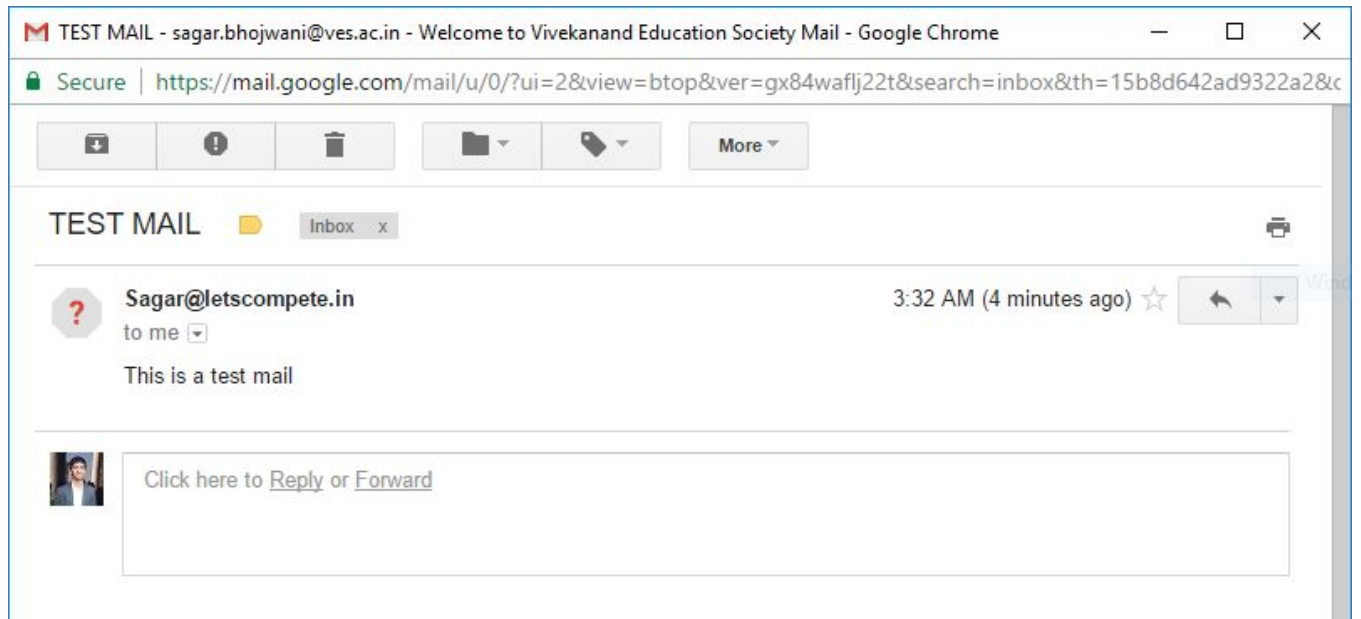 TEST MAIL - sagar.bhojwani@ves.ac.in - Welcome to Vivekanand Education Society Mail - Google Chrome
Secure | https://mail.google.com/mail/u/0/?ui=2&view=btop&ver=gx84waflj22t&search=inbox&th=15b8d642ad9322a2&c
More
TEST MAIL Inbox x
Sagar@letscompete.in 3:32 AM (4 minutes ago)
to me
This is a test mail
Click here to Reply or Forward